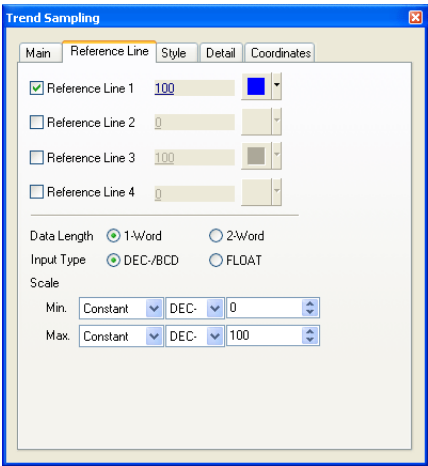 Trend Sampling
Main Reference Line Style Detail Coordinates
Reference Line 1 100
Reference Line 2 0
Reference Line 3 100
Reference Line 4 0
Data Length 1-Word 2-Word
Input Type DEC-/BCD FLOAT
Scale
Min. Constant DEC- 0
Max. Constant DEC- 100